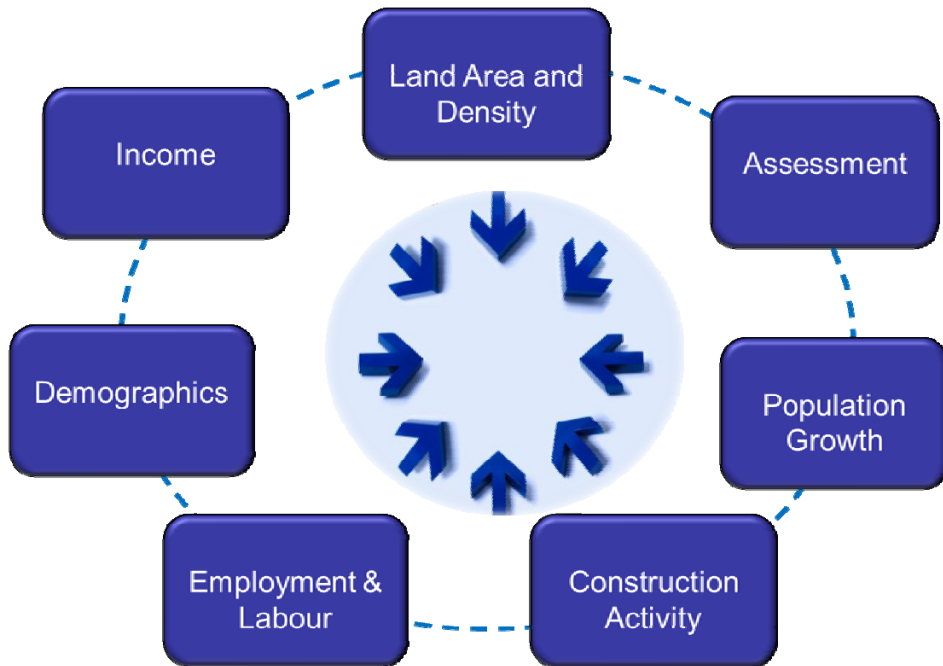 Land Area and
Density
Assessment
Population
Growth
Construction
Activity
Employment &
Labour
Demographics
Income